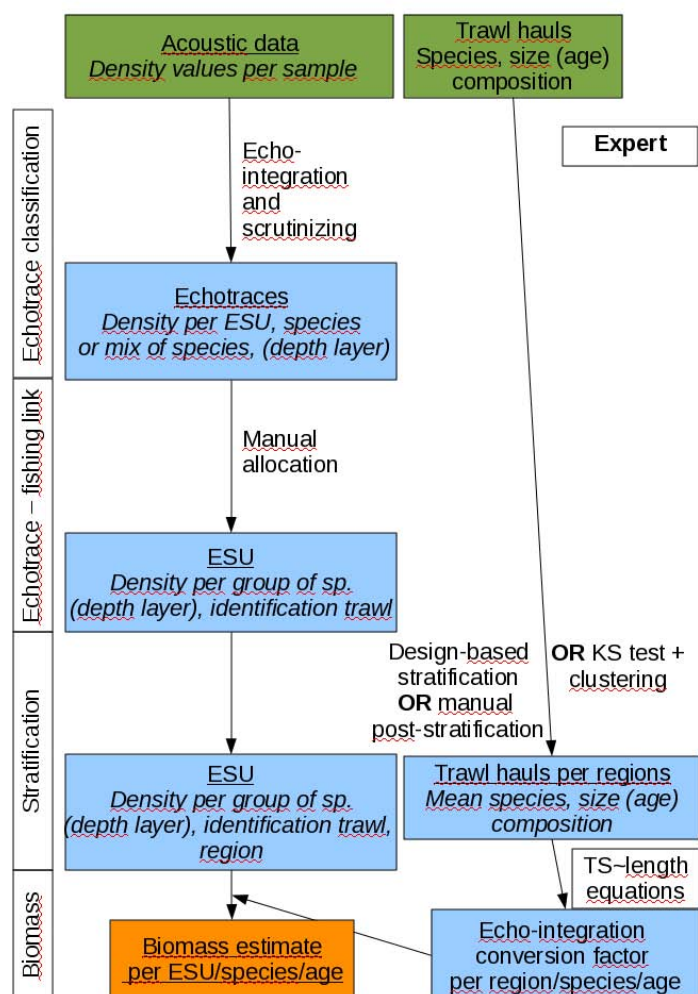 Acoustic data
Density values per sample
Trawl hauls
Species, size (age)
composition
Expert
Echotrace classification
Echo-
integration
and
scrutinizing
Echotraces
Density per ESU, species
or mix of species, (depth layer)
Echotrace – fishing link
Manual
allocation
ESU
Density per group of sp.
(depth layer), identification trawl
Stratification
Design-based
stratification
OR manual
post-stratification
OR KS test +
clustering
ESU
Density per group of sp.
(depth layer), identification trawl,
region
Trawl hauls per regions
Mean species, size (age)
composition
TS~length
equations
Biomass
Biomass estimate
per ESU/species/age
Echo-integration
conversion factor
per region/species/age